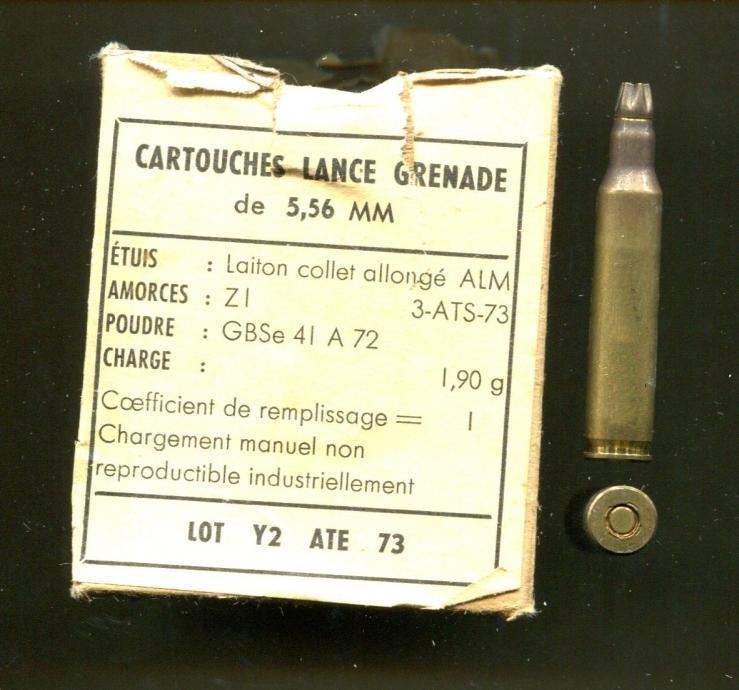 CARTOUCHES LANCE GRENADE
de 5,56 MM
ÉTUIS : Laiton collet allongé ALM
3-ATS-73
AMORCES : Z1
POUDRE : GBSe 41 A 72
CHARGE : 1,90 g
Cœfficient de remplissage = 1
Chargement manuel non
reproductible industriellement
LOT Y2 ATE 73